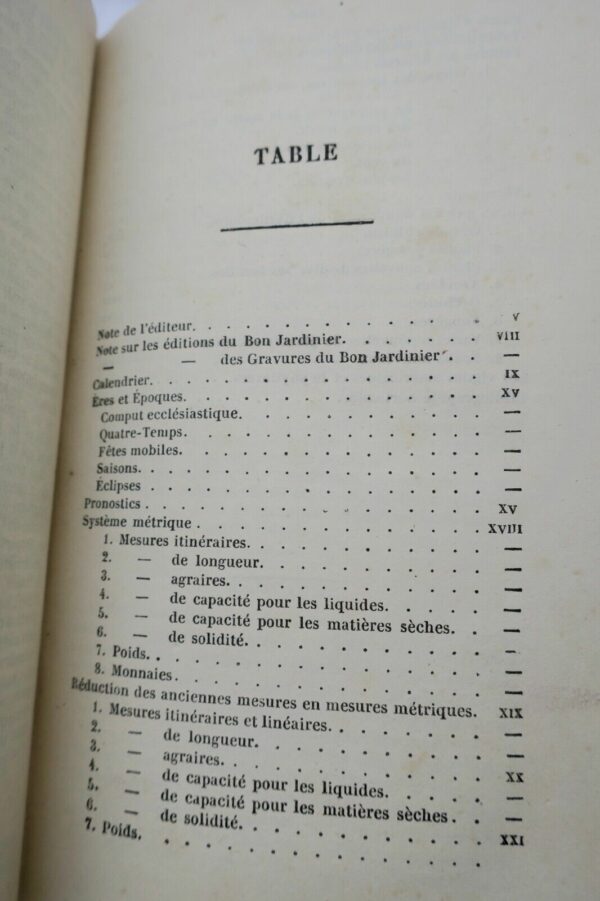 TABLE
Note de l'éditeur. . . . . . . . . . . . . . V
Note sur les éditions du Bon Jardinier. . . . . . . VIII
— — des Gravures du Bon Jardinier. . . —
Calendrier. . . . . . . . . . . . . . . . IX
Ères et Époques. . . . . . . . . . . . . . XV
Comput ecclésiastique. . . . . . . . . . . . —
Quatre-Temps. . . . . . . . . . . . . . —
Fêtes mobiles. . . . . . . . . . . . . . —
Saisons. . . . . . . . . . . . . . . . —
Éclipses . . . . . . . . . . . . . . . —
Pronostics . . . . . . . . . . . . . . . XV
Système métrique . . . . . . . . . . . . . XVIII
1. Mesures itinéraires. . . . . . . . . . . —
2. — de longueur. . . . . . . . . . . —
3. — agraires. . . . . . . . . . . . —
4. — de capacité pour les liquides. . . . . —
5. — de capacité pour les matières sèches. . . —
6. — de solidité. . . . . . . . . . . —
7. Poids. . . . . . . . . . . . . . . —
8. Monnaies. . . . . . . . . . . . . . —
Réduction des anciennes mesures en mesures métriques. XIX
1. Mesures itinéraires et linéaires. . . . . . . —
2. — de longueur. . . . . . . . . . . —
3. — agraires. . . . . . . . . . . . XX
4. — de capacité pour les liquides. . . . . —
5. — de capacité pour les matières sèches. . . —
6. — de solidité. . . . . . . . . . . XXI
7. Poids. . . . . . . . . . . . . . .